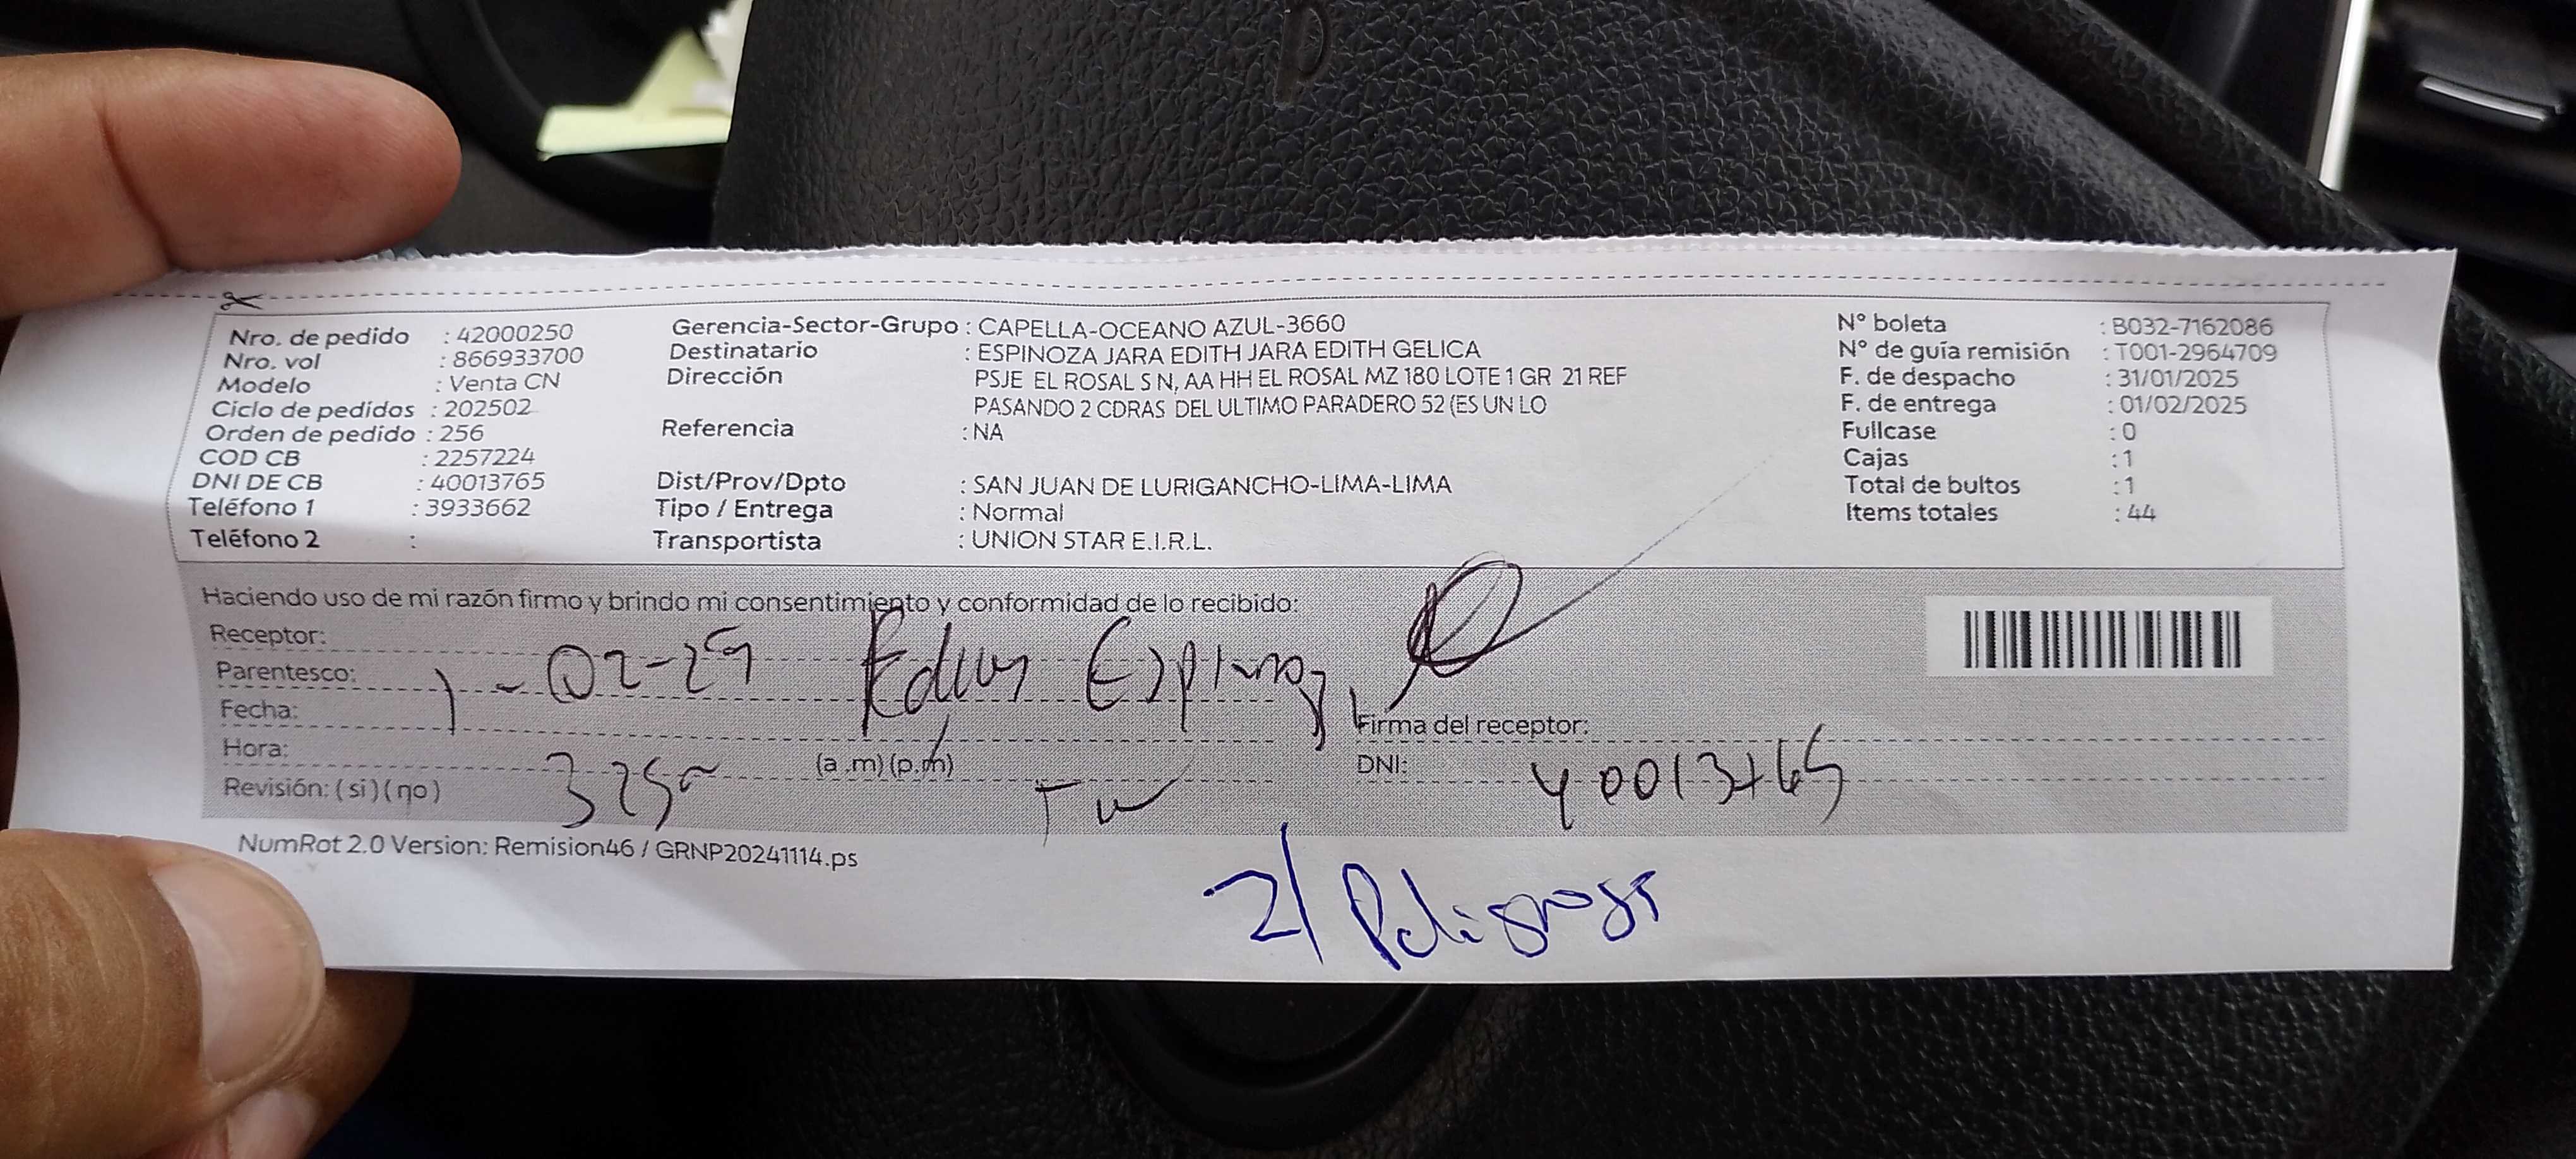 Nro. de pedido : 42000250
Nro. vol : 866933700
Modelo : Venta CN
Ciclo de pedidos : 202502
Orden de pedido : 256
COD CB : 2257224
DNI DE CB : 40013765
Teléfono 1 : 3933662
Teléfono 2 :
Gerencia-Sector-Grupo : CAPELLA-OCEANO AZUL-3660
Destinatario : ESPINOZA JARA EDITH JARA EDITH GELICA
Dirección PSJE EL ROSAL S N, AA HH EL ROSAL MZ 180 LOTE 1 GR 21 REF
PASANDO 2 CDRAS DEL ULTIMO PARADERO 52 (ES UN LO
Referencia : NA
Dist/Prov/Dpto : SAN JUAN DE LURIGANCHO-LIMA-LIMA
Tipo / Entrega : Normal
Transportista : UNION STAR E.I.R.L.
N° boleta : B032-7162086
N° de guía remisión : T001-2964709
F. de despacho : 31/01/2025
F. de entrega : 01/02/2025
Fullcase : 0
Cajas : 1
Total de bultos : 1
Items totales : 44
Haciendo uso de mi razón firmo y brindo mi consentimiento y conformidad de lo recibido:
Receptor:
Parentesco:
1-02-25
Fecha:
Firma del receptor:
Hora: (a.m) (p.m)
DNI: 40013765
Revisión: (si) (no)
NumRot 2.0 Version: Remision46 / GRNP20241114.ps